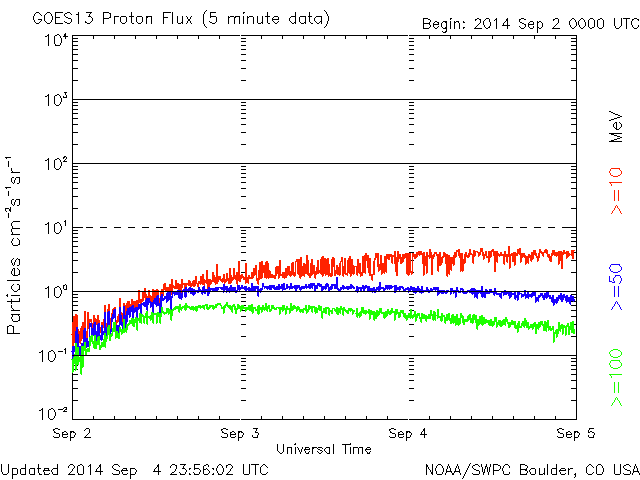 GOES13 Proton Flux (5 minute data)
Begin: 2014 Sep 2 0000 UTC
10⁴
10³
10²
10¹
10⁰
10⁻¹
10⁻²
Particles cm⁻²s⁻¹sr⁻¹
MeV
>=10
>=50
>=100
Sep 2 Sep 3 Sep 4 Sep 5
Universal Time
Updated 2014 Sep 4 23:56:02 UTC
NOAA/SWPC Boulder, CO USA